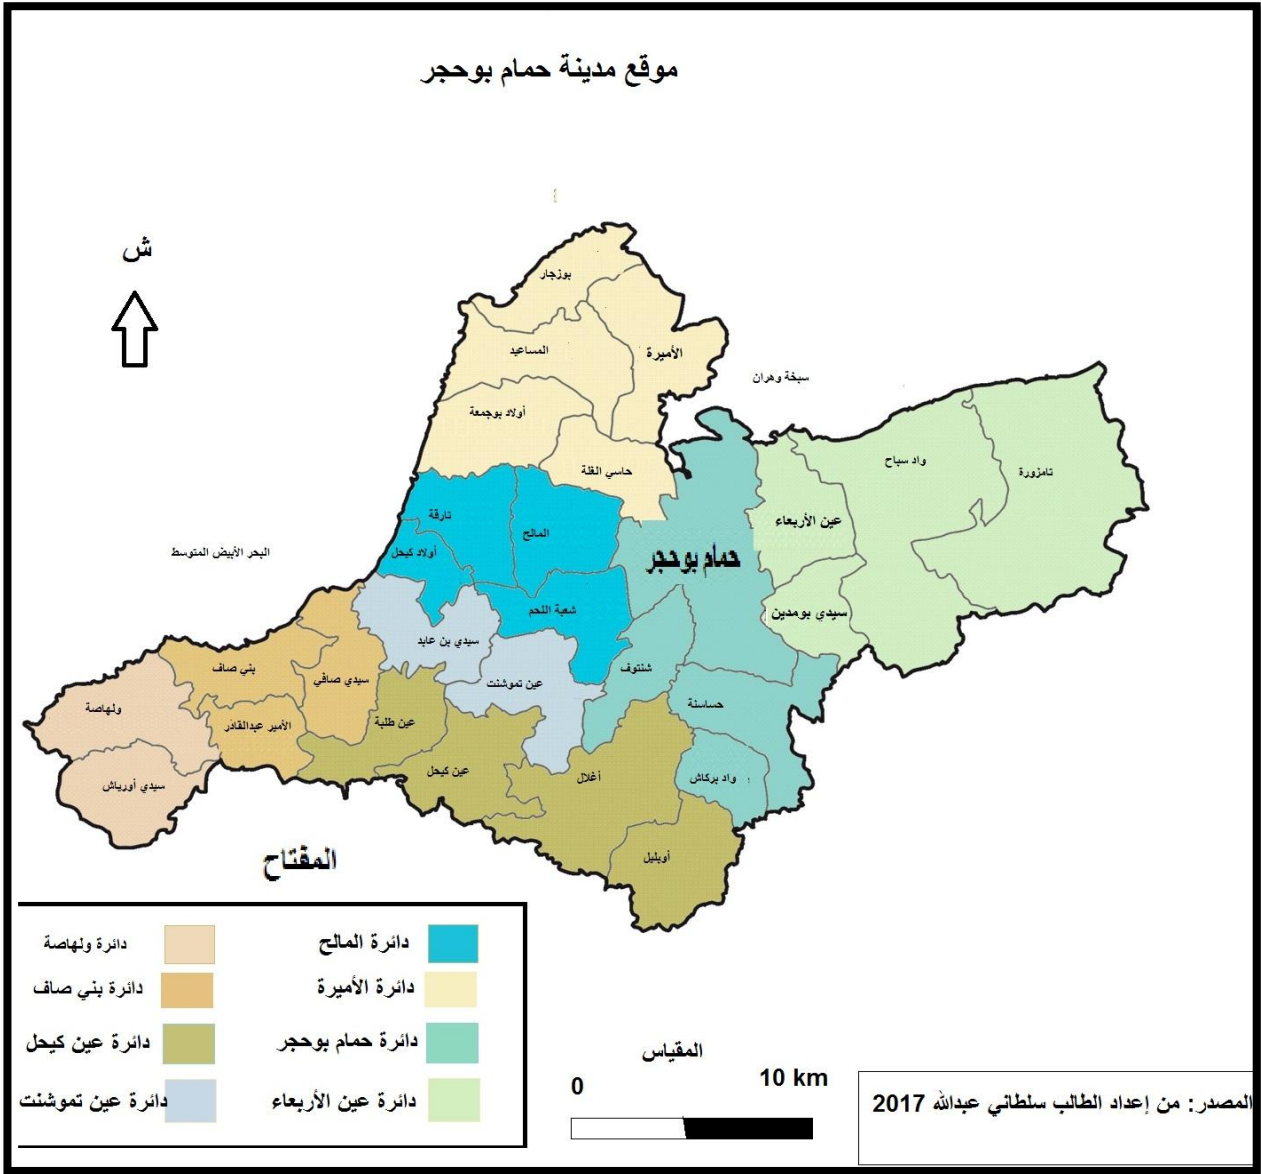 موقع مدينة حمام بوحجر
ش
بوزجار
الأميرة
المساعيد
سبخة وهران
أولاد بوجمعة
حاسي الغلة
واد سباح
تامزورة
عين الأربعاء
تارقة
المالح
أولاد كيحل
البحر الأبيض المتوسط
حمام بوحجر
شعبة اللحم
سيدي بومدين
سيدي بن عابد
شنتوف
بني صاف
سيدي صافي
عين تموشنت
ولهاصة
حساسنة
الأمير عبدالقادر
عين طلبة
عين كيحل
أغلال
واد بركاش
سيدي أورياش
أوبليل
المفتاح
دائرة المالح
دائرة ولهاصة
دائرة الأميرة
دائرة بني صاف
دائرة حمام بوحجر
دائرة عين كيحل
دائرة عين الأربعاء
دائرة عين تموشنت
المقياس
0
10 km
المصدر: من إعداد الطالب سلطاني عبدالله 2017